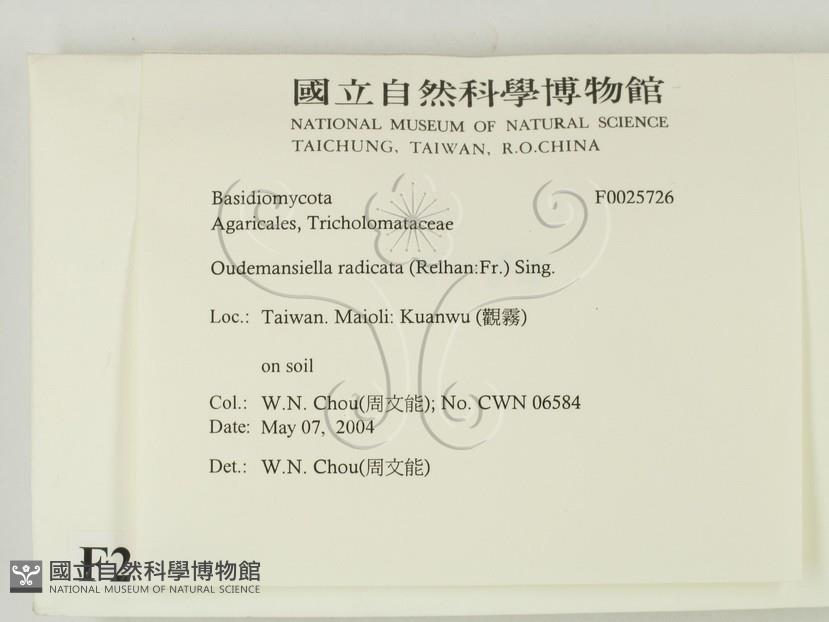 國立自然科學博物館
NATIONAL MUSEUM OF NATURAL SCIENCE
TAICHUNG, TAIWAN, R.O.CHINA
Basidiomycota F0025726
Agaricales, Tricholomataceae
Oudemansiella radicata (Relhan:Fr.) Sing.
Loc.: Taiwan. Maioli: Kuanwu (觀霧)
on soil
Col.: W.N. Chou(周文能); No. CWN 06584
Date: May 07, 2004
Det.: W.N. Chou(周文能)
F2
國立自然科學博物館
NATIONAL MUSEUM OF NATURAL SCIENCE